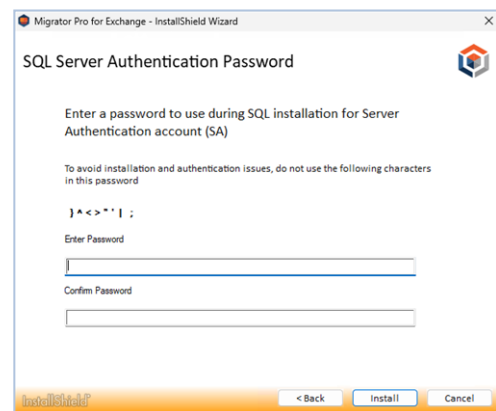 Migrator Pro for Exchange - InstallShield Wizard
SQL Server Authentication Password
Enter a password to use during SQL installation for Server
Authentication account (SA)
To avoid installation and authentication issues, do not use the following characters
in this password
} ^ < > " ' | ;
Enter Password
Confirm Password
InstallShield
< Back Install Cancel